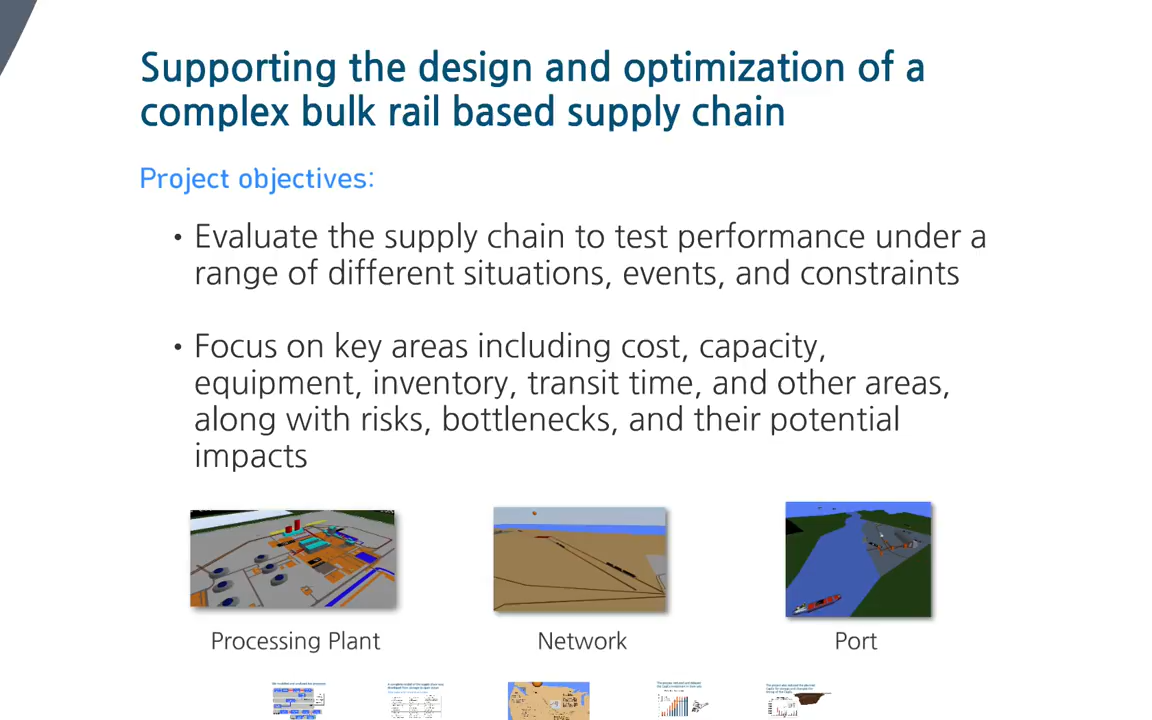 Supporting the design and optimization of a
complex bulk rail based supply chain
Project objectives:
• Evaluate the supply chain to test performance under a
range of different situations, events, and constraints
• Focus on key areas including cost, capacity,
equipment, inventory, transit time, and other areas,
along with risks, bottlenecks, and their potential
impacts
Processing Plant
Network
Port